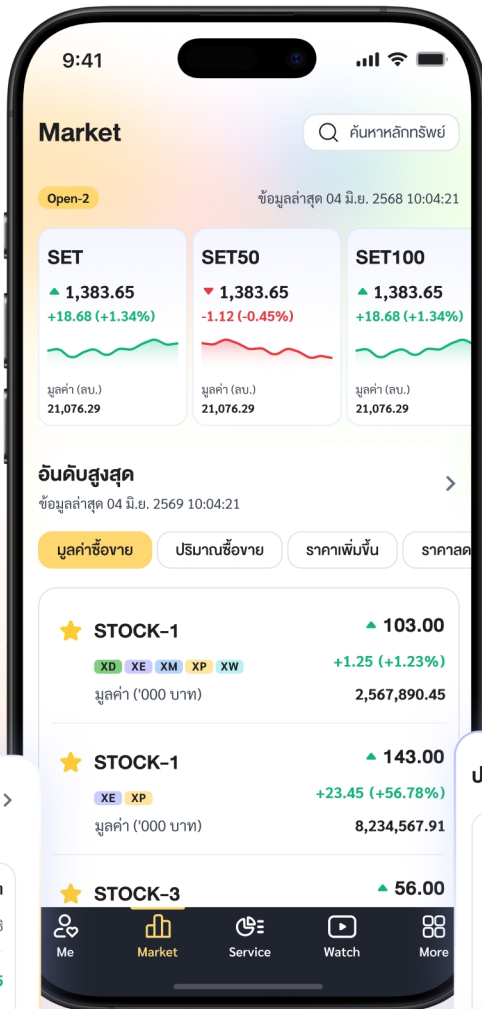 9:41
Market
ค้นหาหลักทรัพย์
Open-2
ข้อมูลล่าสุด 04 มิ.ย. 2568 10:04:21
SET SET50 SET100
1,383.65 1,383.65 1,383.65
+18.68 (+1.34%) -1.12 (-0.45%) +18.68 (+1.34%)
มูลค่า (ลบ.) มูลค่า (ลบ.) มูลค่า (ลบ.)
21,076.29 21,076.29 21,076.29
อันดับสูงสุด
ข้อมูลล่าสุด 04 มิ.ย. 2569 10:04:21
มูลค่าซื้อขาย ปริมาณซื้อขาย ราคาเพิ่มขึ้น ราคาลด
STOCK-1 103.00
XD XE XM XP XW +1.25 (+1.23%)
มูลค่า ('000 บาท) 2,567,890.45
STOCK-1 143.00
XE XP +23.45 (+56.78%)
มูลค่า ('000 บาท) 8,234,567.91
STOCK-3 56.00
Me Market Service Watch More